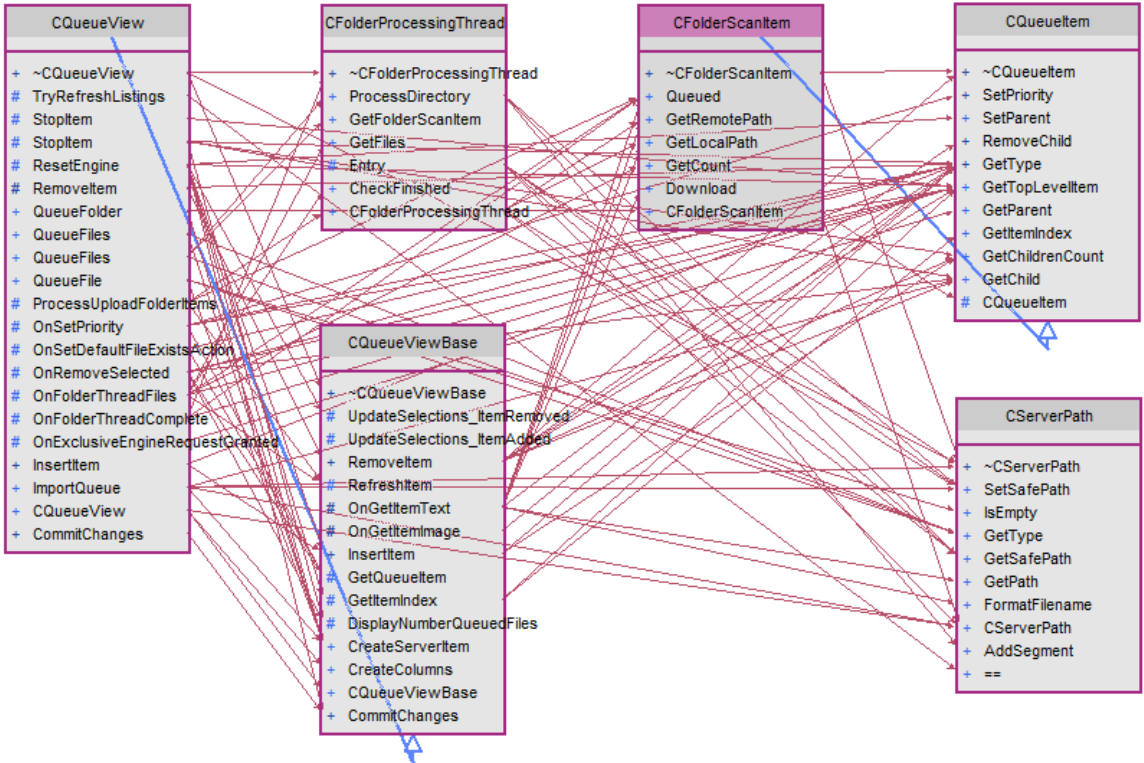 CQueueView
+ ~CQueueView
# TryRefreshListings
# StopItem
# StopItem
# ResetEngine
# RemoveItem
+ QueueFolder
+ QueueFiles
+ QueueFiles
+ QueueFile
# ProcessUploadFolderItems
# OnSetPriority
# OnSetDefaultFileExistsAction
# OnRemoveSelected
# OnFolderThreadFiles
# OnFolderThreadComplete
# OnExclusiveEngineRequestGranted
+ InsertItem
+ ImportQueue
+ CQueueView
+ CommitChanges
CFolderProcessingThread
+ ~CFolderProcessingThread
+ ProcessDirectory
+ GetFolderScanItem
+ GetFiles
# Entry
+ CheckFinished
+ CFolderProcessingThread
CQueueViewBase
+ ~CQueueViewBase
# UpdateSelections_ItemRemoved
# UpdateSelections_ItemAdded
+ RemoveItem
# RefreshItem
# OnGetItemText
# OnGetItemImage
+ InsertItem
# GetQueueItem
# GetItemIndex
# DisplayNumberQueuedFiles
+ CreateServerItem
+ CreateColumns
+ CQueueViewBase
+ CommitChanges
CFolderScanItem
+ ~CFolderScanItem
+ Queued
+ GetRemotePath
+ GetLocalPath
+ GetCount
+ Download
+ CFolderScanItem
CQueueItem
+ ~CQueueItem
+ SetPriority
+ SetParent
+ RemoveChild
+ GetType
+ GetTopLevelItem
+ GetParent
+ GetItemIndex
+ GetChildrenCount
+ GetChild
# CQueueItem
CServerPath
+ ~CServerPath
+ SetSafePath
+ IsEmpty
+ GetType
+ GetSafePath
+ GetPath
+ FormatFilename
+ CServerPath
+ AddSegment
+ ==